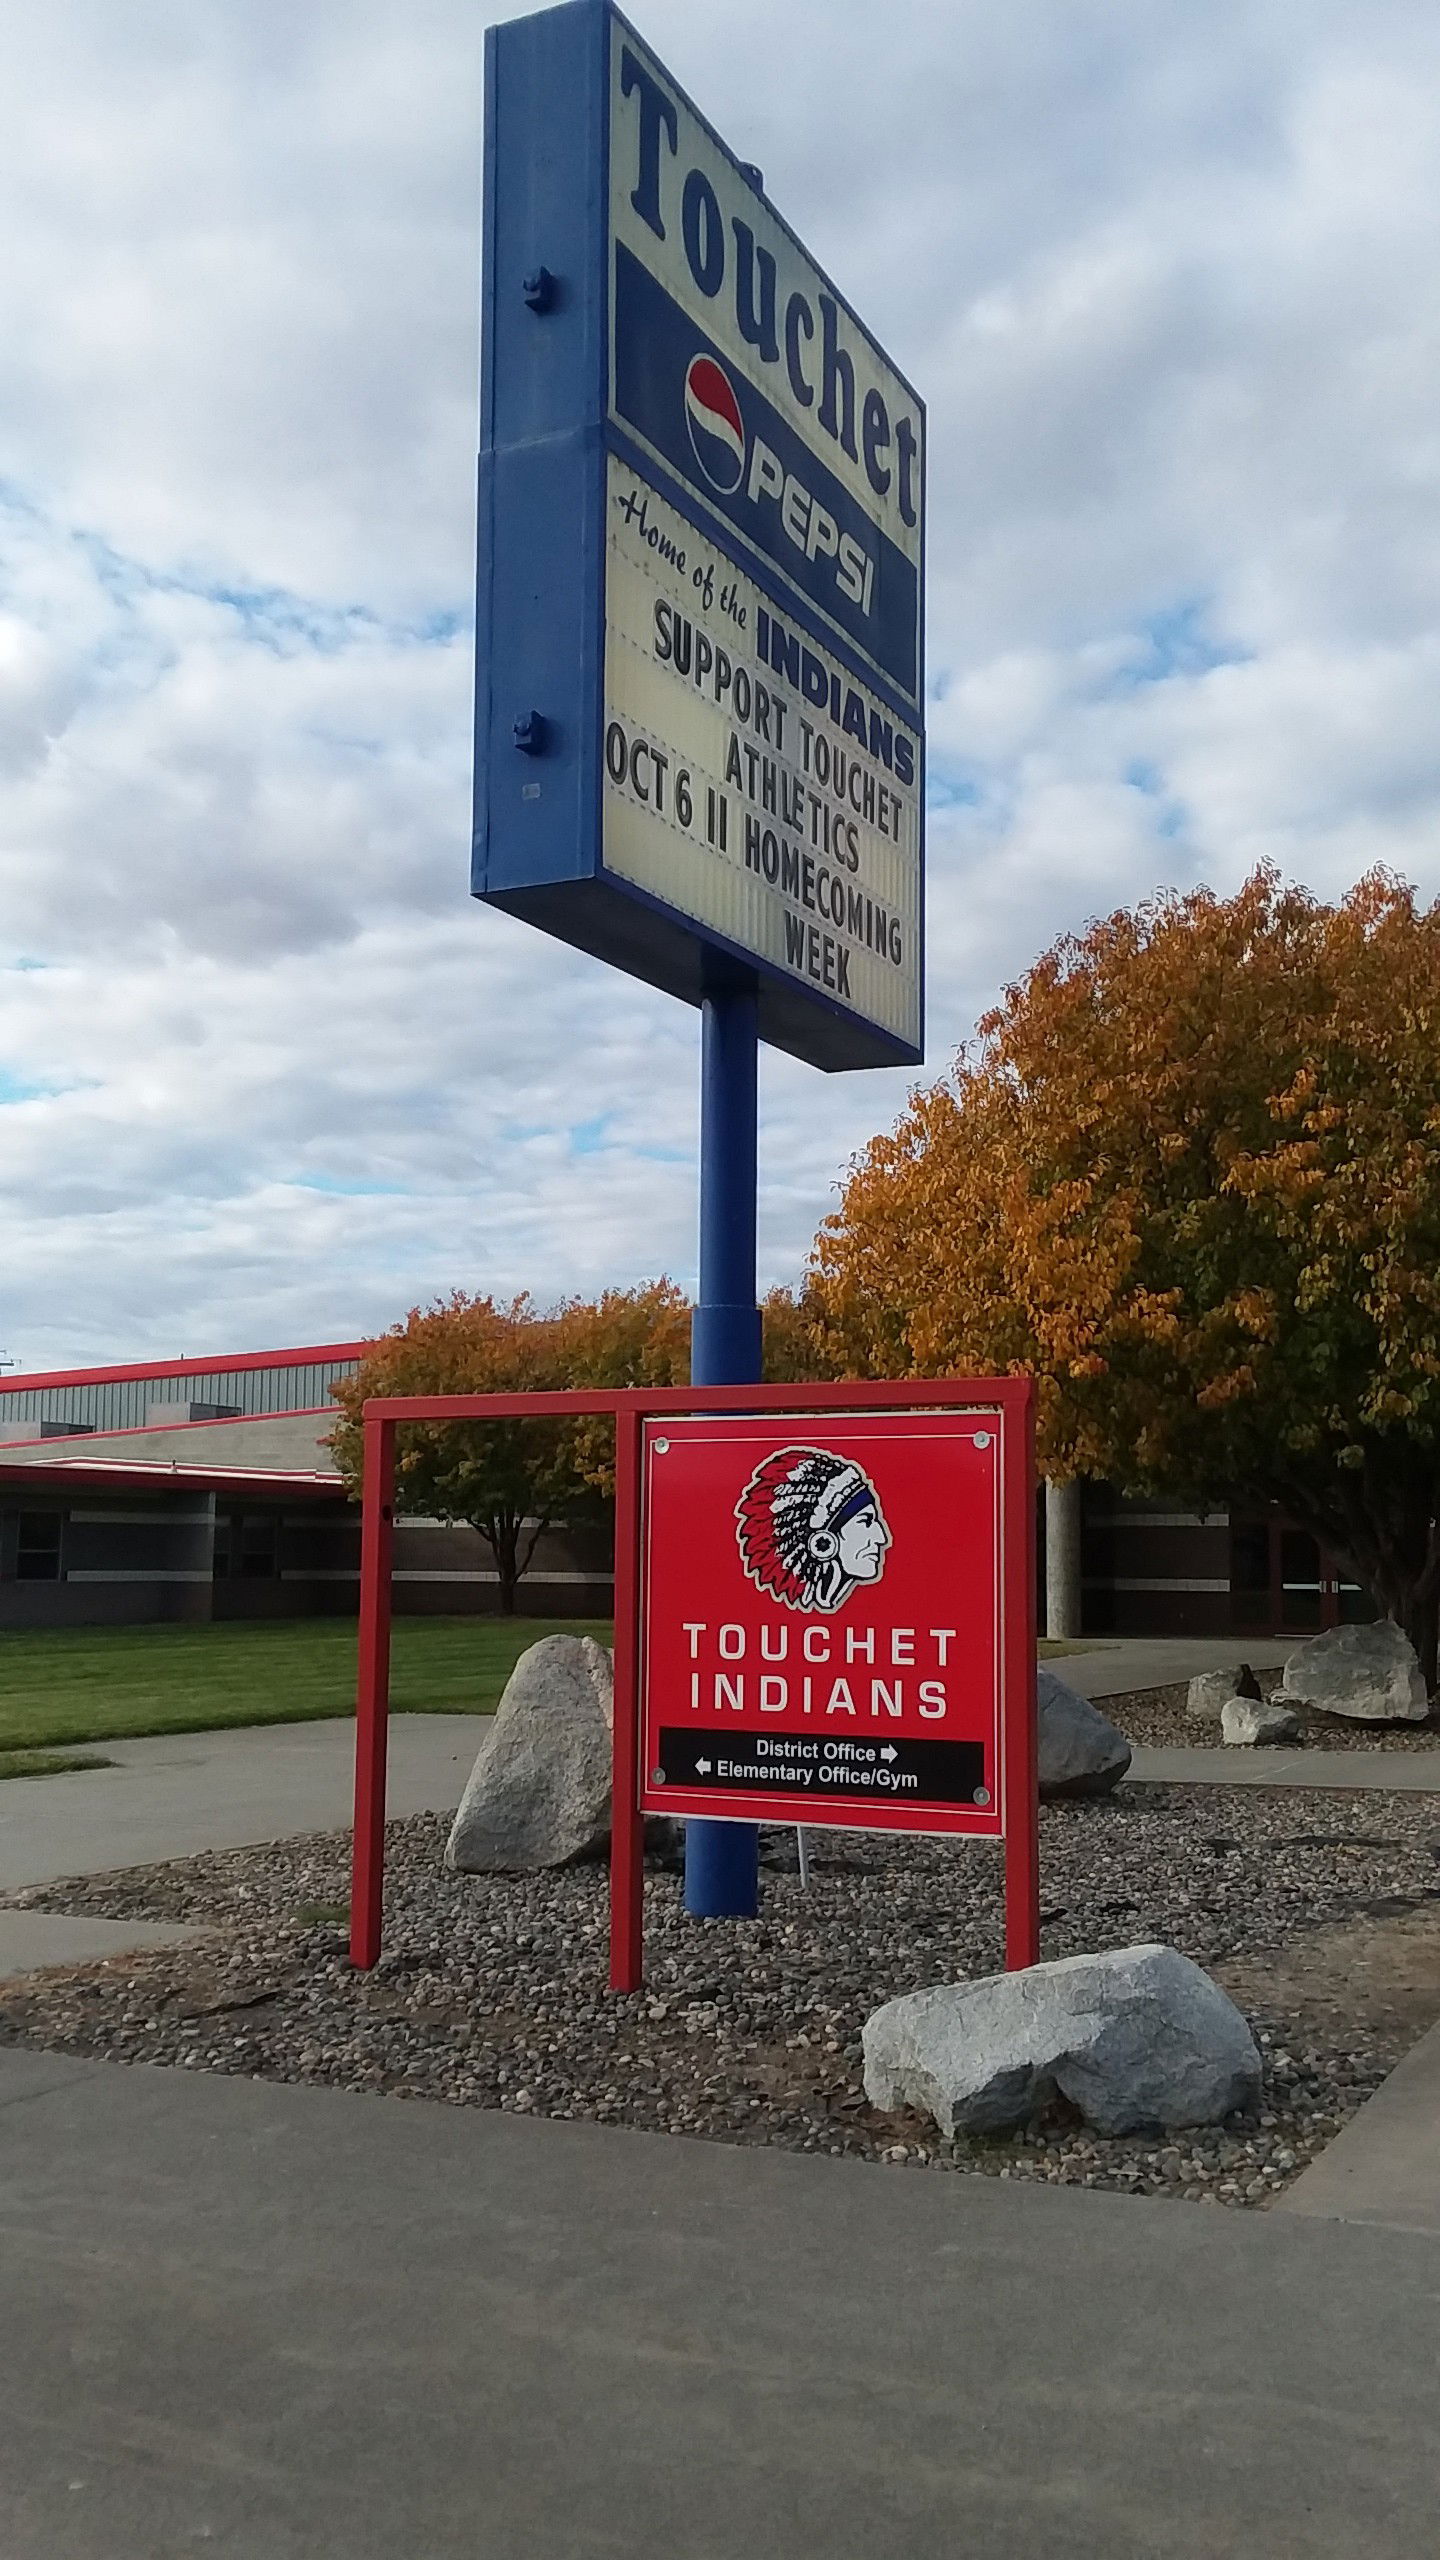 Touchet
PEPSI
Home of the INDIANS
SUPPORT TOUCHET
ATHLETICS
OCT 6 11 HOMECOMING
WEEK
TOUCHET
INDIANS
District Office
Elementary Office/Gym